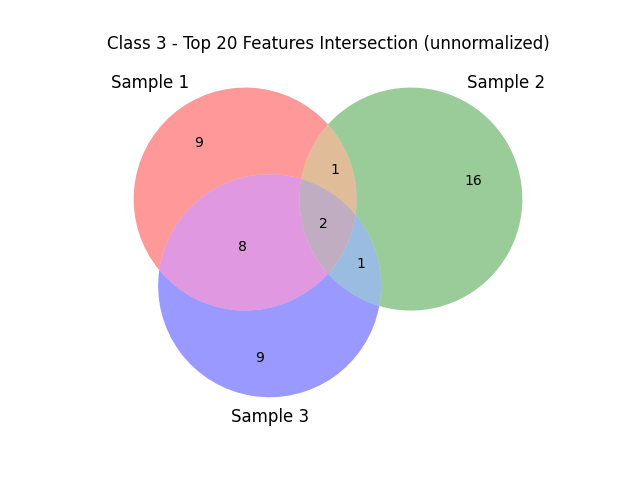 Class 3 - Top 20 Features Intersection (unnormalized)
Sample 1
Sample 2
9
1
16
2
8
1
9
Sample 3